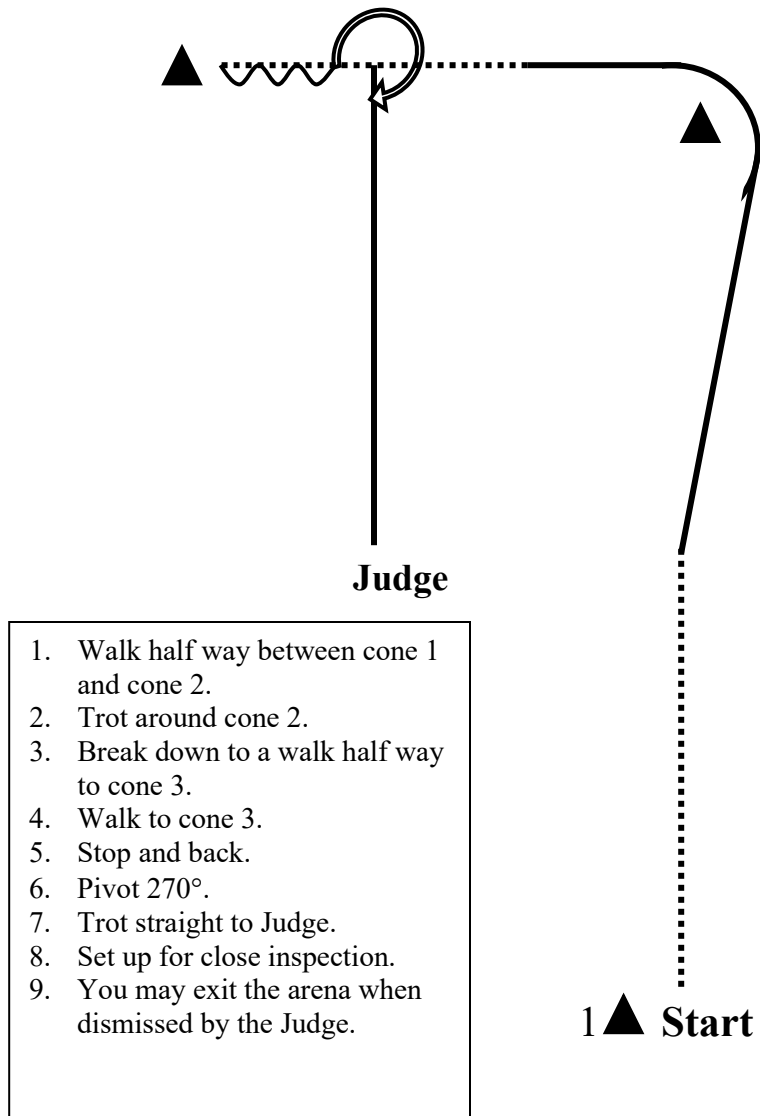 Judge
1. Walk half way between cone 1
and cone 2.
2. Trot around cone 2.
3. Break down to a walk half way
to cone 3.
4. Walk to cone 3.
5. Stop and back.
6. Pivot 270°.
7. Trot straight to Judge.
8. Set up for close inspection.
9. You may exit the arena when
dismissed by the Judge.
1 Start